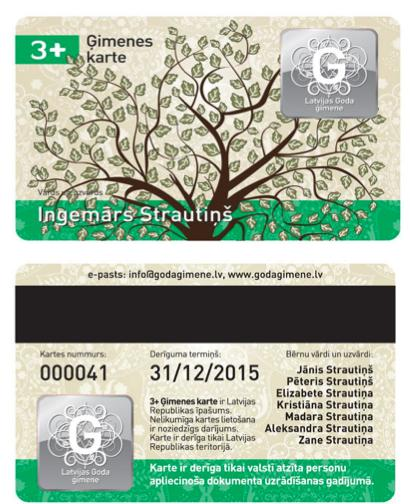 3+ Ģimenes
karte
G
Latvijas Goda
ģimene
Vārds un uzvārds
Ingemārs Strautiņš
e-pasts: info@godagimene.lv, www.godagimene.lv
Kartes nummurs:
000041
Derīguma termiņš:
31/12/2015
Bērnu vārdi un uzvārdi:
Jānis Strautiņš
Pēteris Strautiņš
Elizabete Strautiņa
Kristiāna Strautiņa
Madara Strautiņa
Aleksandra Strautiņa
Zane Strautiņa
3+ Ģimenes karte ir Latvijas
Republikas īpašums.
Nelikumīga kartes lietošana
ir noziedzīgs darījums.
Karte ir derīga tikai Latvijas
Republikas teritorijā.
G
Latvijas Goda
ģimene
Karte ir derīga tikai valstī atzīta personu
apliecinoša dokumenta uzrādīšanas gadījumā.